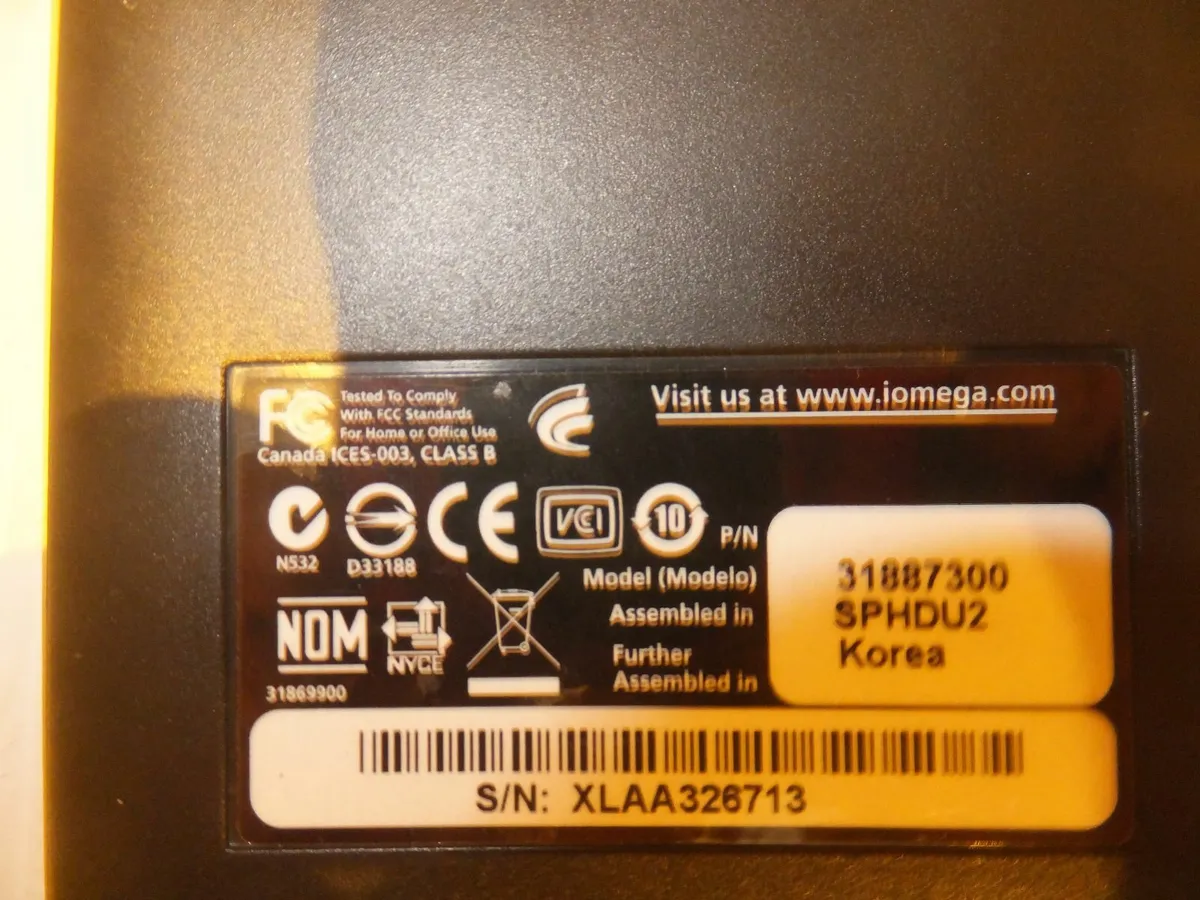 FC Tested To Comply
With FCC Standards
For Home or Office Use
Canada ICES-003, CLASS B
Visit us at www.iomega.com
N532
D33188
CE
VCI
10
P/N 31887300
Model (Modelo) SPHDU2
Assembled in Korea
Further
Assembled in
NOM
NYCE
31869900
S/N: XLAA326713